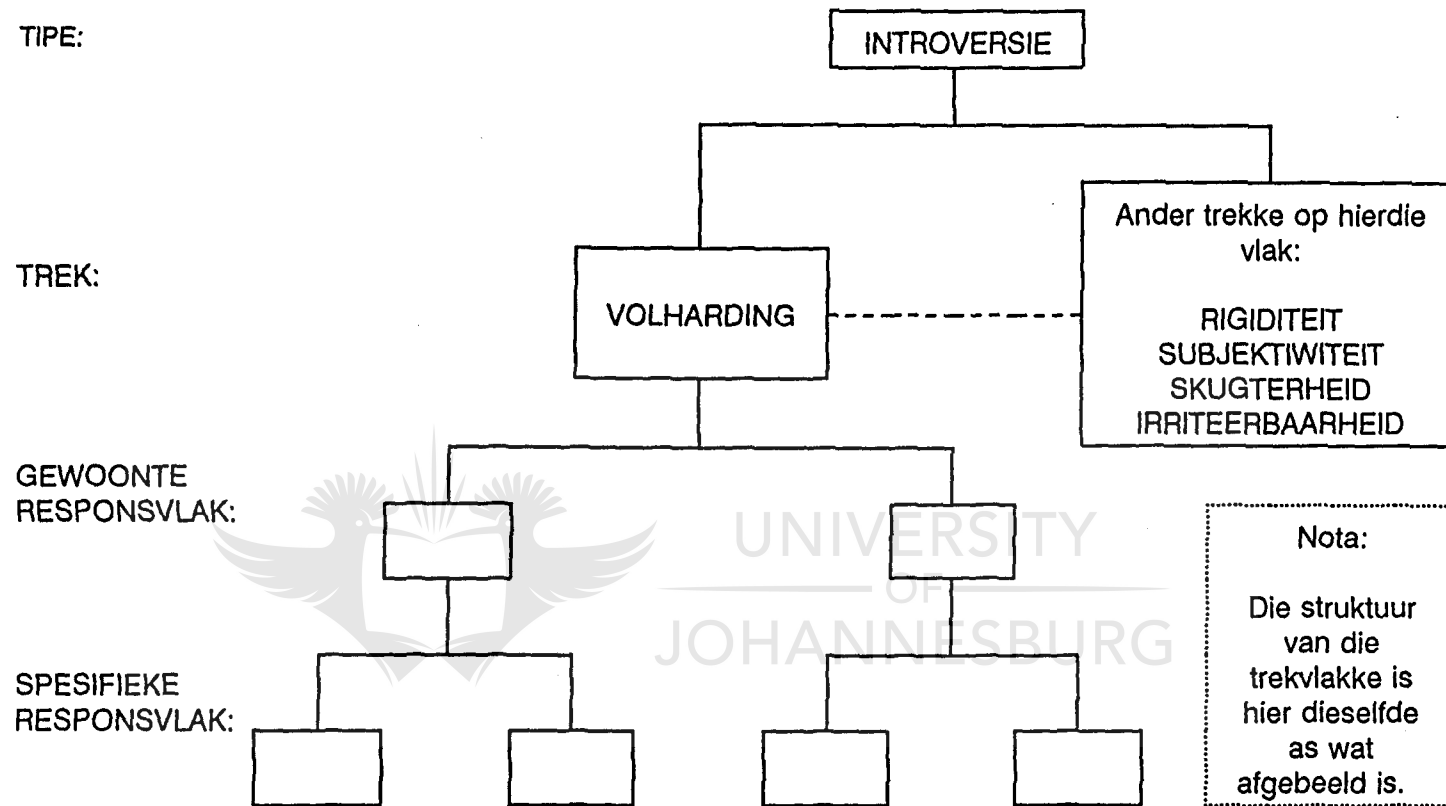 TIPE:
INTROVERSIE
TREK:
VOLHARDING
Ander trekke op hierdie
vlak:
RIGIDITEIT
SUBJEKTIWITEIT
SKUGTERHEID
IRRITEERBAARHEID
GEWOONTE
RESPONSVLAK:
SPESIFIEKE
RESPONSVLAK:
Nota:
Die struktuur
van die
trekvlakke is
hier dieselfde
as wat
afgebeeld is.
UNIVERSITY
OF
JOHANNESBURG